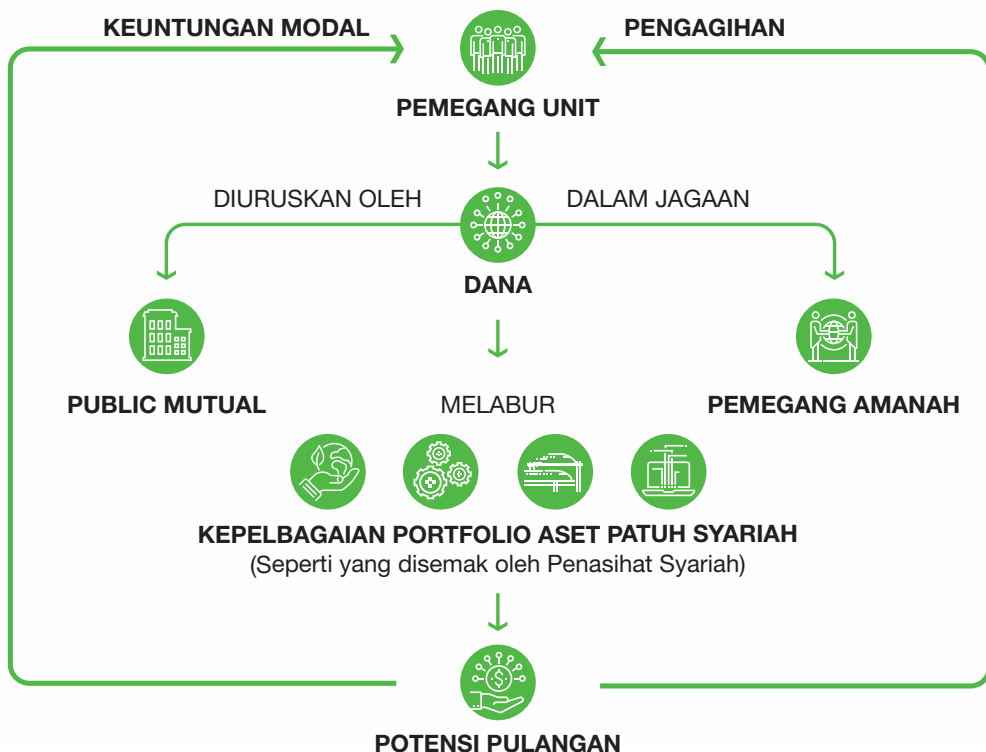 KEUNTUNGAN MODAL
PENGAGIHAN
PEMEGANG UNIT
DIURUSKAN OLEH
DALAM JAGAAN
DANA
PUBLIC MUTUAL
MELABUR
PEMEGANG AMANAH
KEPELBAGAIAN PORTFOLIO ASET PATUH SYARIAH
(Seperti yang disemak oleh Penasihat Syariah)
$
POTENSI PULANGAN